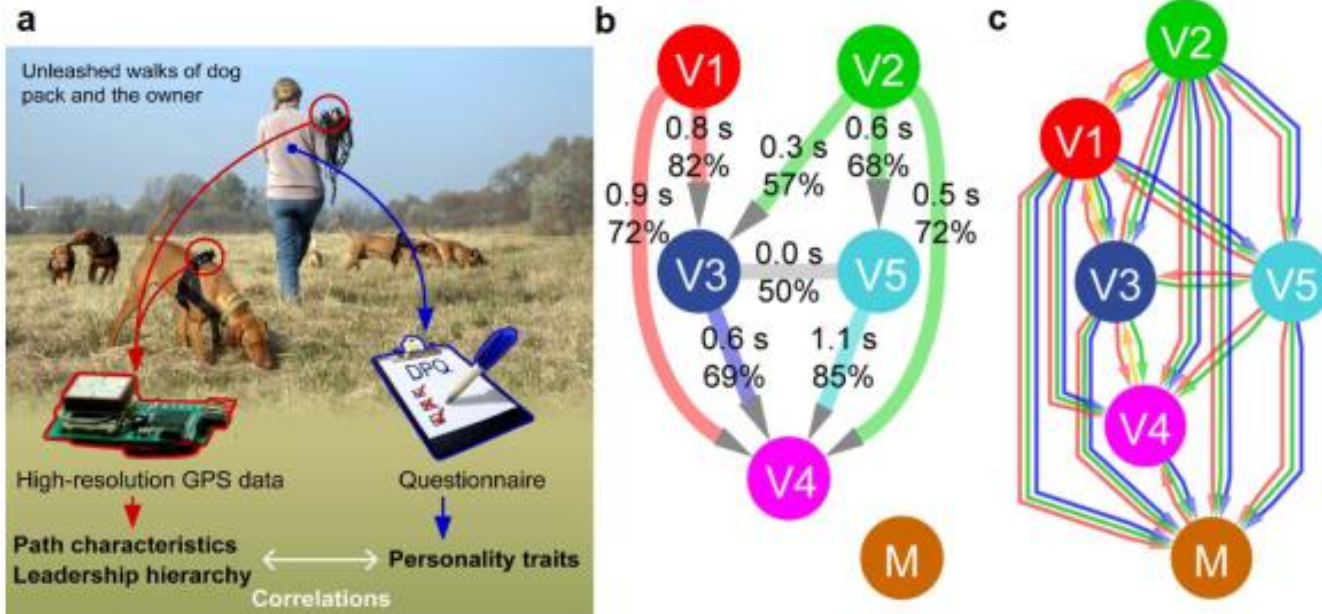 a
Unleashed walks of dog
pack and the owner
DPQ
High-resolution GPS data
Questionnaire
Path characteristics
Leadership hierarchy
Personality traits
Correlations
b
V1
V2
0.8 s
82%
0.3 s
57%
0.6 s
68%
0.9 s
72%
0.5 s
72%
V3
0.0 s
50%
V5
0.6 s
69%
1.1 s
85%
V4
M
c
V2
V1
V3
V5
V4
M